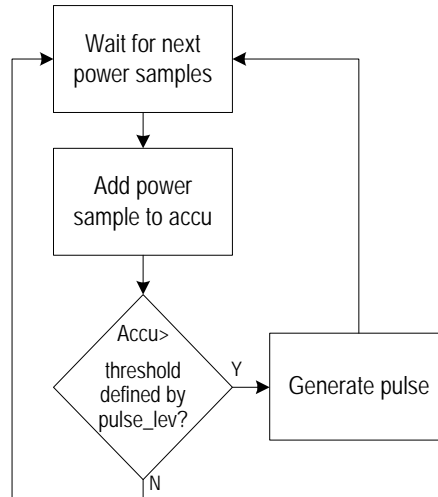 Wait for next
power samples
Add power
sample to accu
Accu>
threshold
defined by
pulse_lev?
Y
Generate pulse
N